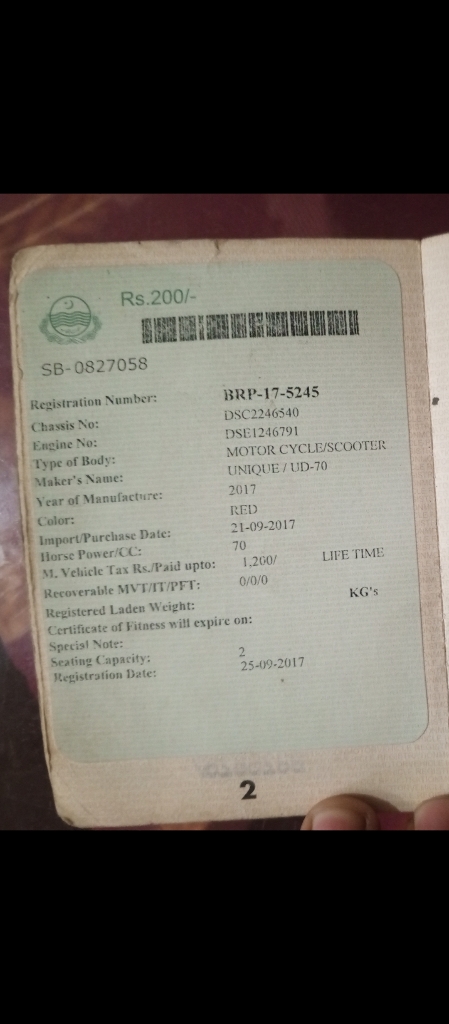 Rs.200/-
SB-0827058
Registration Number: BRP-17-5245
Chassis No: DSC2246540
Engine No: DSE1246791
Type of Body: MOTOR CYCLE/SCOOTER
Maker's Name: UNIQUE / UD-70
Year of Manufacture: 2017
Color: RED
Import/Purchase Date: 21-09-2017
Horse Power/CC: 70
M. Vehicle Tax Rs./Paid upto: 1,200/ LIFE TIME
Recoverable MVT/IT/PFT: 0/0/0
Registered Laden Weight: KG's
Certificate of Fitness will expire on:
Special Note:
Seating Capacity: 2
Registration Date: 25-09-2017
2